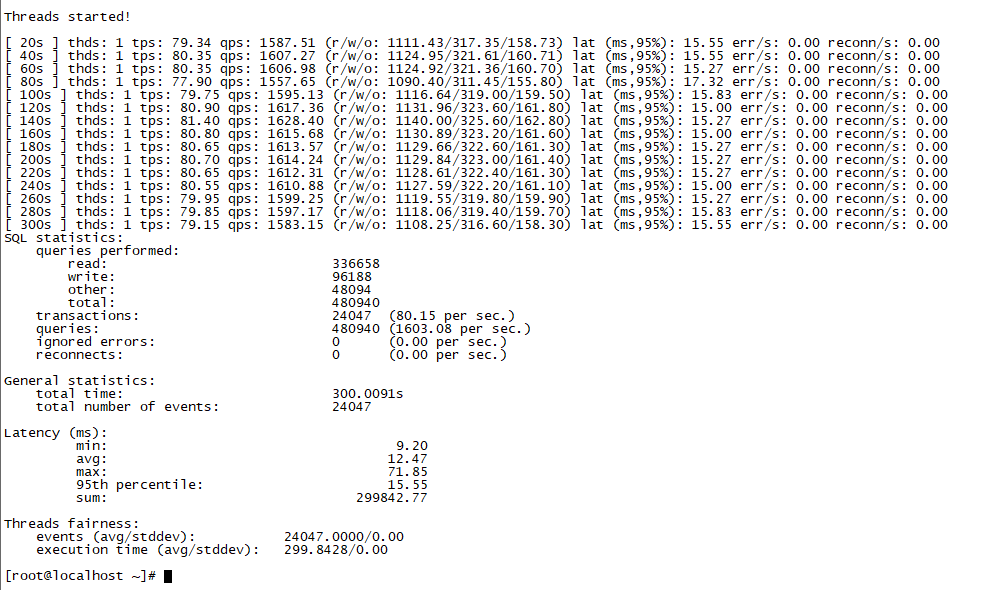 Threads started!
[ 20s ] thds: 1 tps: 79.34 qps: 1587.51 (r/w/o: 1111.43/317.35/158.73) lat (ms,95%): 15.55 err/s: 0.00 reconn/s: 0.00
[ 40s ] thds: 1 tps: 80.35 qps: 1607.27 (r/w/o: 1124.95/321.61/160.71) lat (ms,95%): 15.55 err/s: 0.00 reconn/s: 0.00
[ 60s ] thds: 1 tps: 80.35 qps: 1606.98 (r/w/o: 1124.92/321.36/160.70) lat (ms,95%): 15.27 err/s: 0.00 reconn/s: 0.00
[ 80s ] thds: 1 tps: 77.90 qps: 1557.65 (r/w/o: 1090.40/311.45/155.80) lat (ms,95%): 17.32 err/s: 0.00 reconn/s: 0.00
[ 100s ] thds: 1 tps: 79.75 qps: 1595.13 (r/w/o: 1116.64/319.00/159.50) lat (ms,95%): 15.83 err/s: 0.00 reconn/s: 0.00
[ 120s ] thds: 1 tps: 80.90 qps: 1617.36 (r/w/o: 1131.96/323.60/161.80) lat (ms,95%): 15.00 err/s: 0.00 reconn/s: 0.00
[ 140s ] thds: 1 tps: 81.40 qps: 1628.40 (r/w/o: 1140.00/325.60/162.80) lat (ms,95%): 15.27 err/s: 0.00 reconn/s: 0.00
[ 160s ] thds: 1 tps: 80.80 qps: 1615.68 (r/w/o: 1130.89/323.20/161.60) lat (ms,95%): 15.00 err/s: 0.00 reconn/s: 0.00
[ 180s ] thds: 1 tps: 80.65 qps: 1613.57 (r/w/o: 1129.66/322.60/161.30) lat (ms,95%): 15.27 err/s: 0.00 reconn/s: 0.00
[ 200s ] thds: 1 tps: 80.70 qps: 1614.24 (r/w/o: 1129.84/323.00/161.40) lat (ms,95%): 15.27 err/s: 0.00 reconn/s: 0.00
[ 220s ] thds: 1 tps: 80.65 qps: 1612.31 (r/w/o: 1128.61/322.40/161.30) lat (ms,95%): 15.27 err/s: 0.00 reconn/s: 0.00
[ 240s ] thds: 1 tps: 80.55 qps: 1610.88 (r/w/o: 1127.59/322.20/161.10) lat (ms,95%): 15.00 err/s: 0.00 reconn/s: 0.00
[ 260s ] thds: 1 tps: 79.95 qps: 1599.25 (r/w/o: 1119.55/319.80/159.90) lat (ms,95%): 15.27 err/s: 0.00 reconn/s: 0.00
[ 280s ] thds: 1 tps: 79.85 qps: 1597.17 (r/w/o: 1118.06/319.40/159.70) lat (ms,95%): 15.83 err/s: 0.00 reconn/s: 0.00
[ 300s ] thds: 1 tps: 79.15 qps: 1583.15 (r/w/o: 1108.25/316.60/158.30) lat (ms,95%): 15.55 err/s: 0.00 reconn/s: 0.00
SQL statistics:
queries performed:
read: 336658
write: 96188
other: 48094
total: 480940
transactions: 24047 (80.15 per sec.)
queries: 480940 (1603.08 per sec.)
ignored errors: 0 (0.00 per sec.)
reconnects: 0 (0.00 per sec.)
General statistics:
total time: 300.0091s
total number of events: 24047
Latency (ms):
min: 9.20
avg: 12.47
max: 71.85
95th percentile: 15.55
sum: 299842.77
Threads fairness:
events (avg/stddev): 24047.0000/0.00
execution time (avg/stddev): 299.8428/0.00
[root@localhost ~]#